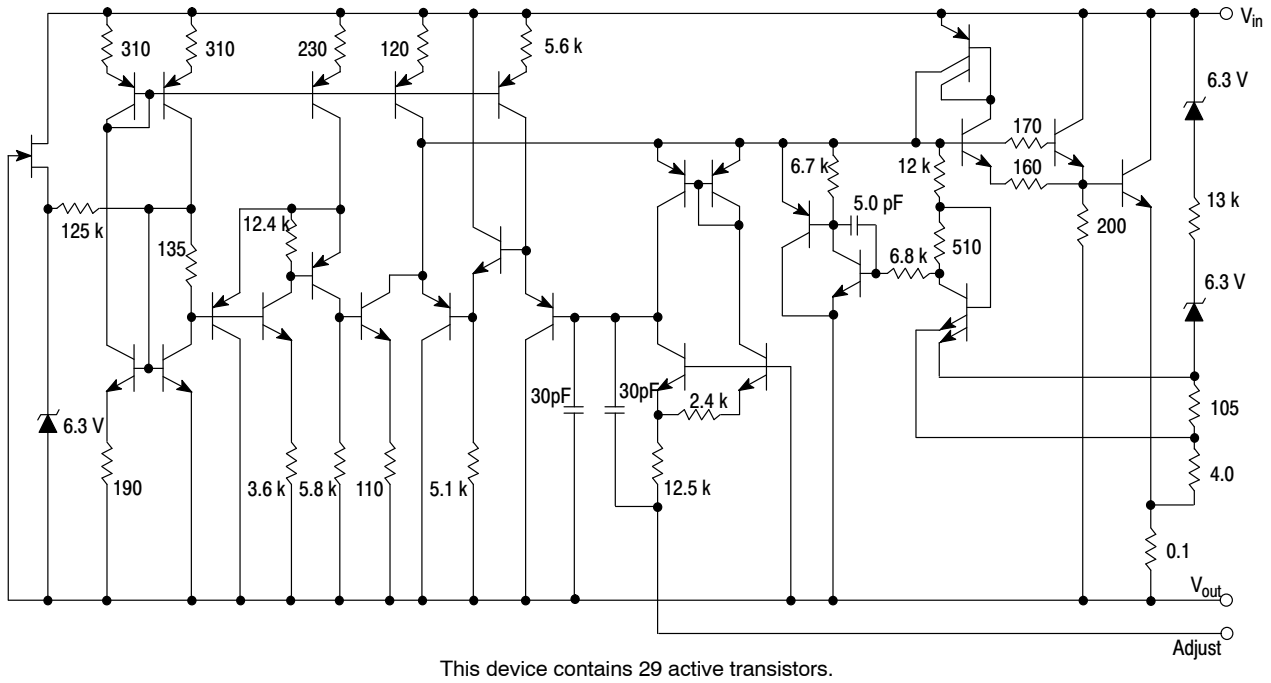 V_in
310
310
230
120
5.6 k
6.3 V
170
160
6.7 k
12 k
5.0 pF
13 k
200
125 k
12.4 k
135
6.8 k
510
6.3 V
30pF
30pF
2.4 k
105
6.3 V
190
3.6 k
5.8 k
110
5.1 k
12.5 k
4.0
0.1
V_out
Adjust
This device contains 29 active transistors.